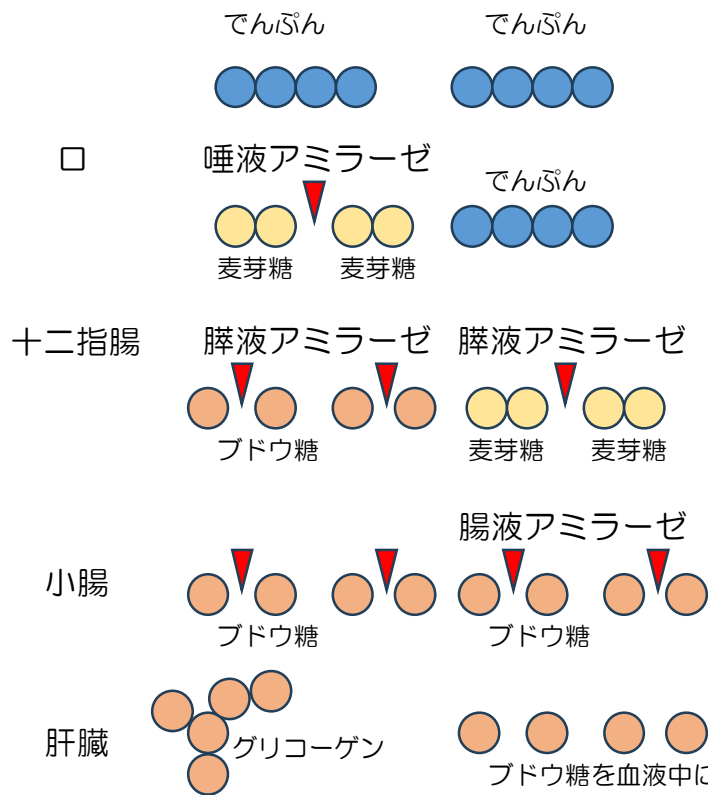 でんぷん でんぷん
口 唾液アミラーゼ でんぷん
麦芽糖 麦芽糖
十二指腸 膵液アミラーゼ 膵液アミラーゼ
ブドウ糖 麦芽糖 麦芽糖
腸液アミラーゼ
小腸
ブドウ糖 ブドウ糖
肝臓 グリコーゲン
ブドウ糖を血液中に